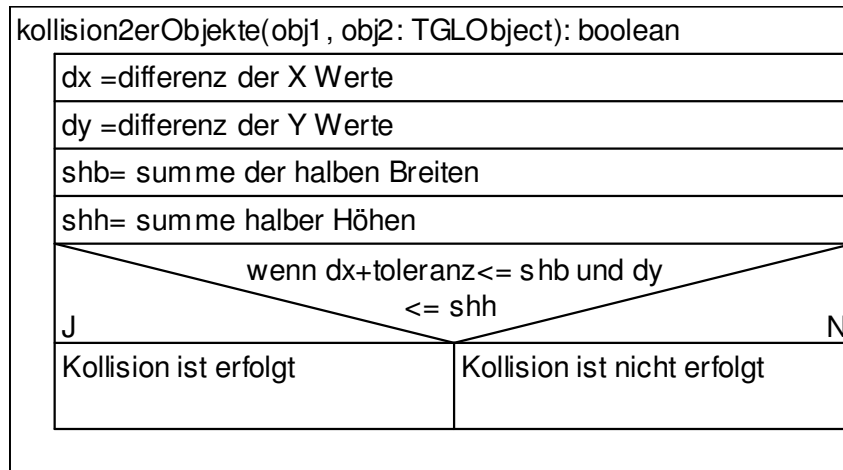 kollision2erObjekte(obj1, obj2: TGLObject): boolean
dx =differenz der X Werte
dy =differenz der Y Werte
shb= summe der halben Breiten
shh= summe halber Höhen
wenn dx+toleranz<= shb und dy
<= shh
J
N
Kollision ist erfolgt
Kollision ist nicht erfolgt